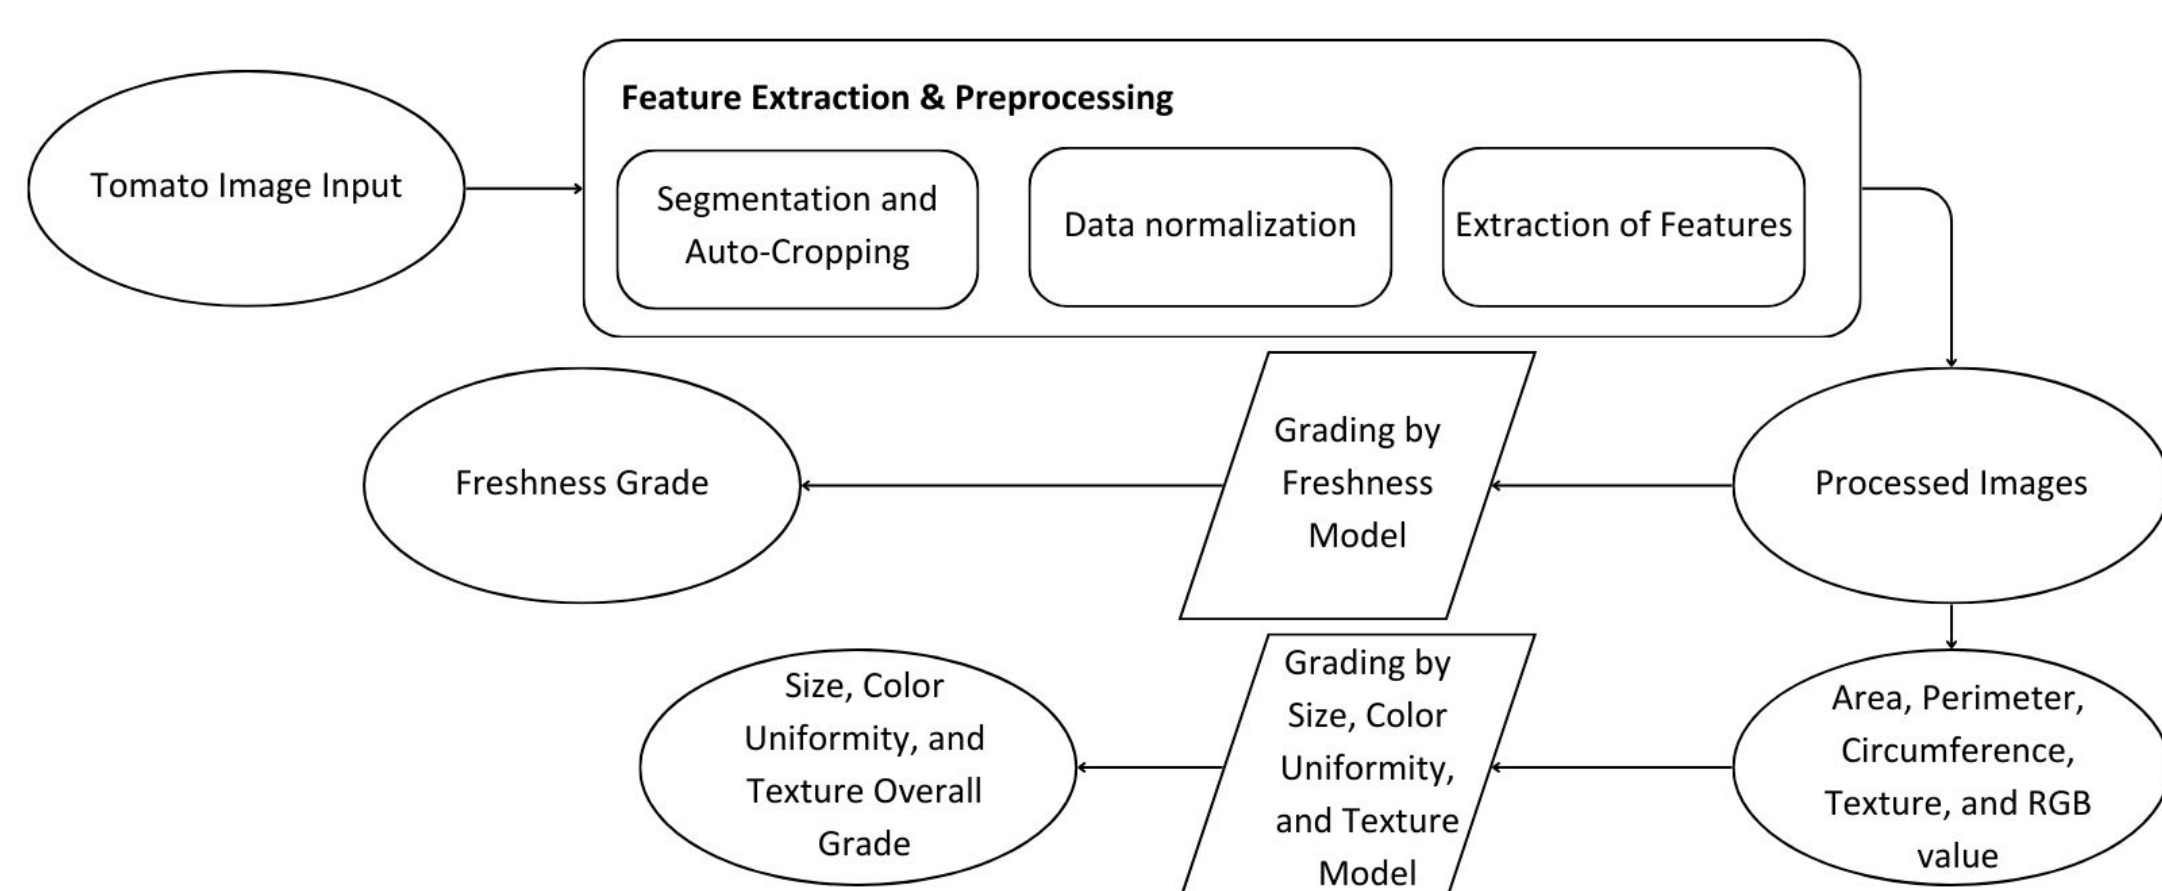 Feature Extraction & Preprocessing
Tomato Image Input
Segmentation and
Auto-Cropping
Data normalization
Extraction of Features
Freshness Grade
Grading by
Freshness
Model
Processed Images
Size, Color
Uniformity, and
Texture Overall
Grade
Grading by
Size, Color
Uniformity,
and Texture
Model
Area, Perimeter,
Circumference,
Texture, and RGB
value